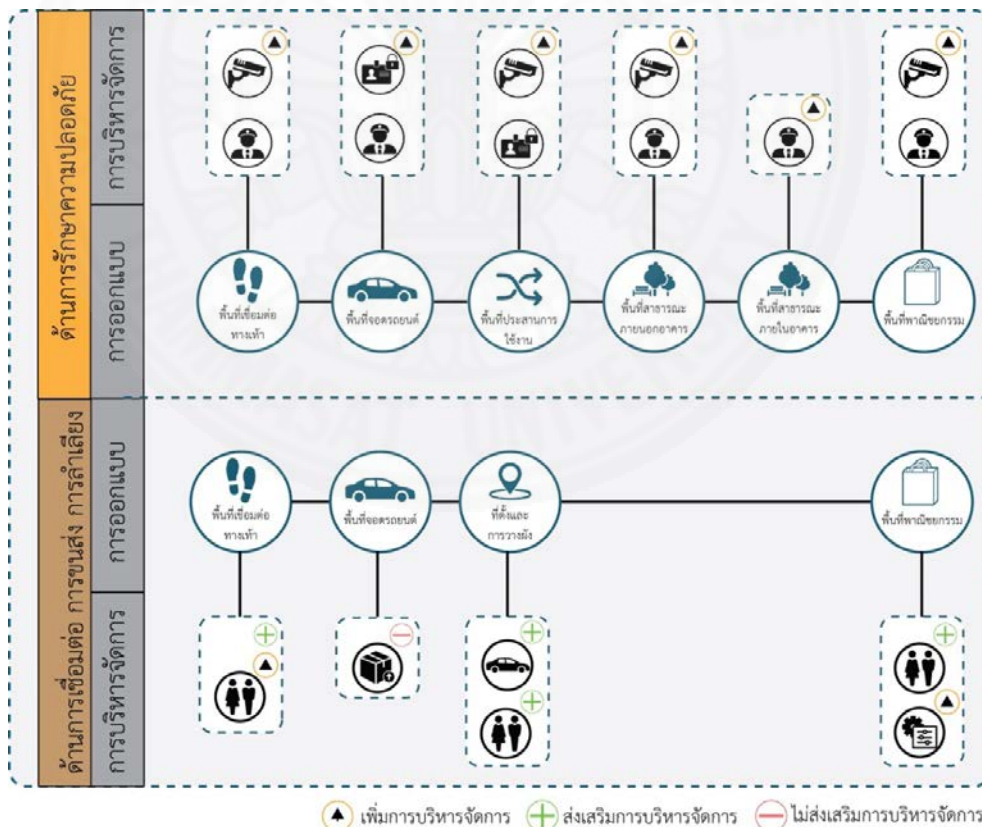 ด้านการรักษาความปลอดภัย
การบริหารจัดการ
การออกแบบ
พื้นที่เชื่อมต่อ
ทางเท้า
พื้นที่จอดรถยนต์
พื้นที่ประสานการ
ใช้งาน
พื้นที่สาธารณะ
ภายนอกอาคาร
พื้นที่สาธารณะ
ภายในอาคาร
พื้นที่พาณิชยกรรม
ด้านการเชื่อมต่อ การขนส่ง การลำเลียง
การออกแบบ
การบริหารจัดการ
พื้นที่เชื่อมต่อ
ทางเท้า
พื้นที่จอดรถยนต์
ที่ตั้งและ
การวางผัง
พื้นที่พาณิชยกรรม
เพิ่มการบริหารจัดการ
ส่งเสริมการบริหารจัดการ
ไม่ส่งเสริมการบริหารจัดการ